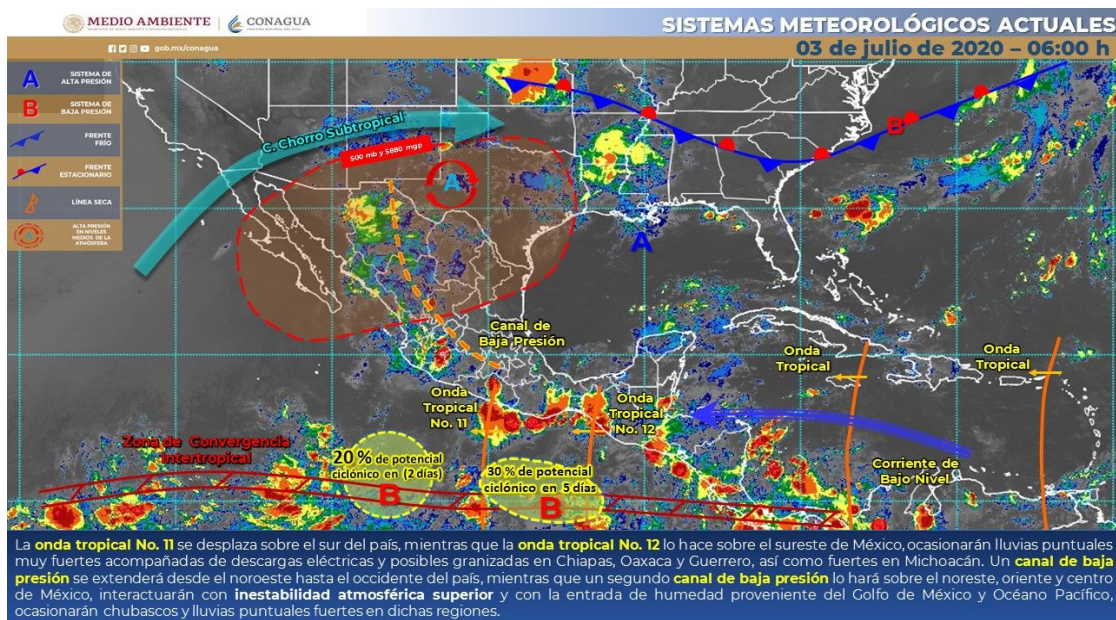 MEDIO AMBIENTE
CONAGUA
SISTEMAS METEOROLÓGICOS ACTUALES
gob.mx/conagua
03 de julio de 2020 – 06:00 h
A
SISTEMA DE
ALTA PRESIÓN
B
SISTEMA DE
BAJA PRESIÓN
FRENTE
FRÍO
FRENTE
ESTACIONARIO
LÍNEA SECA
ALTA PRESIÓN
EN NIVELES
MEDIOS DE LA
ATMÓSFERA
C. Chorro Subtropical
500 mb y 5880 mgp
A
B
A
Canal de
Baja Presión
Onda
Tropical
Onda
Tropical
Onda
Tropical
No. 11
Onda
Tropical
No. 12
Zona de Convergencia
Intertropical
20 % de potencial
ciclónico en (2 días)
B
30 % de potencial
ciclónico en 5 días
B
Corriente de
Bajo Nivel
La onda tropical No. 11 se desplaza sobre el sur del país, mientras que la onda tropical No. 12 lo hace sobre el sureste de México, ocasionarán lluvias puntuales
muy fuertes acompañadas de descargas eléctricas y posibles granizadas en Chiapas, Oaxaca y Guerrero, así como fuertes en Michoacán. Un canal de baja
presión se extenderá desde el noroeste hasta el occidente del país, mientras que un segundo canal de baja presión lo hará sobre el noreste, oriente y centro
de México, interactuarán con inestabilidad atmosférica superior y con la entrada de humedad proveniente del Golfo de México y Océano Pacífico,
ocasionarán chubascos y lluvias puntuales fuertes en dichas regiones.